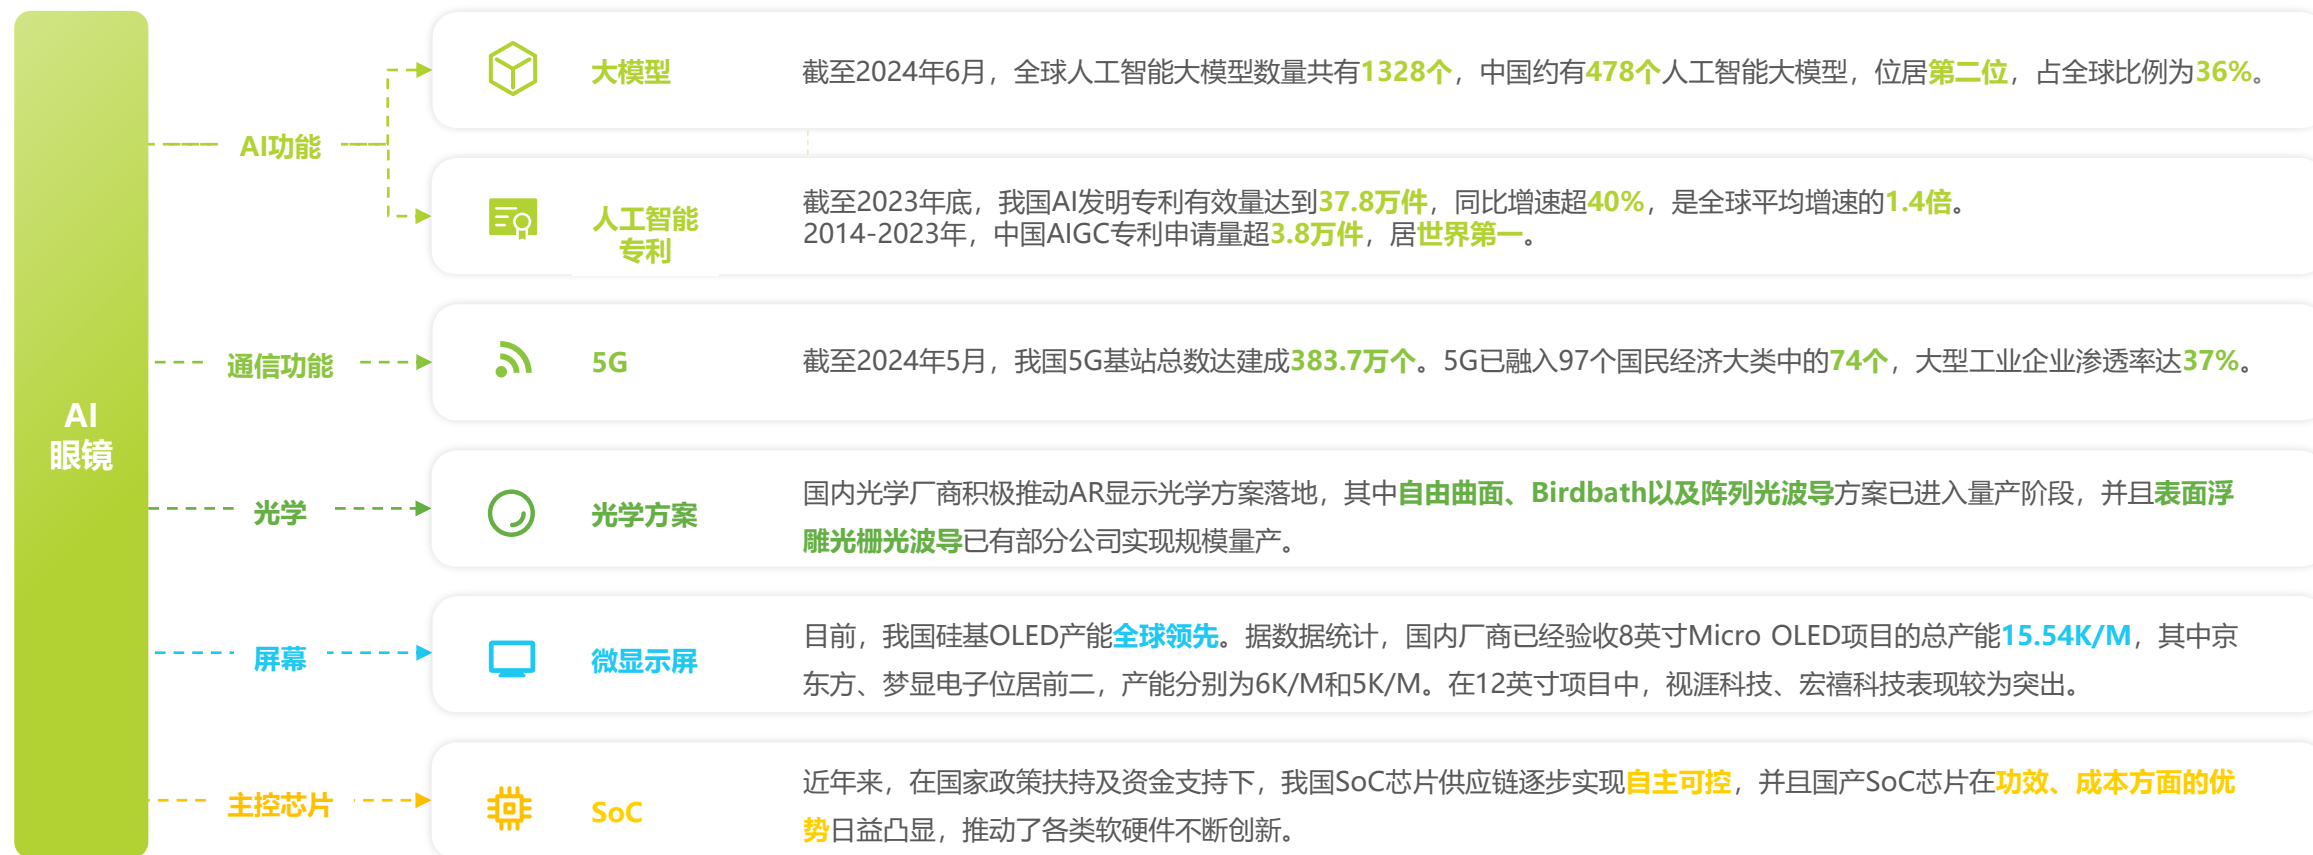 AI
眼镜
AI功能
大模型
截至2024年6月，全球人工智能大模型数量共有1328个，中国约有478个人工智能大模型，位居第二位，占全球比例为36%。
人工智能
专利
截至2023年底，我国AI发明专利有效量达到37.8万件，同比增速超40%，是全球平均增速的1.4倍。
2014-2023年，中国AIGC专利申请量超3.8万件，居世界第一。
通信功能
5G
截至2024年5月，我国5G基站总数达建成383.7万个。5G已融入97个国民经济大类中的74个，大型工业企业渗透率达37%。
光学
光学方案
国内光学厂商积极推动AR显示光学方案落地，其中自由曲面、Birdbath以及阵列光波导方案已进入量产阶段，并且表面浮
雕光栅光波导已有部分公司实现规模量产。
屏幕
微显示屏
目前，我国硅基OLED产能全球领先。据数据统计，国内厂商已经验收8英寸Micro OLED项目的总产能15.54K/M，其中京
东方、梦显电子位居前二，产能分别为6K/M和5K/M。在12英寸项目中，视涯科技、宏禧科技表现较为突出。
主控芯片
SoC
近年来，在国家政策扶持及资金支持下，我国SoC芯片供应链逐步实现自主可控，并且国产SoC芯片在功效、成本方面的优
势日益凸显，推动了各类软硬件不断创新。